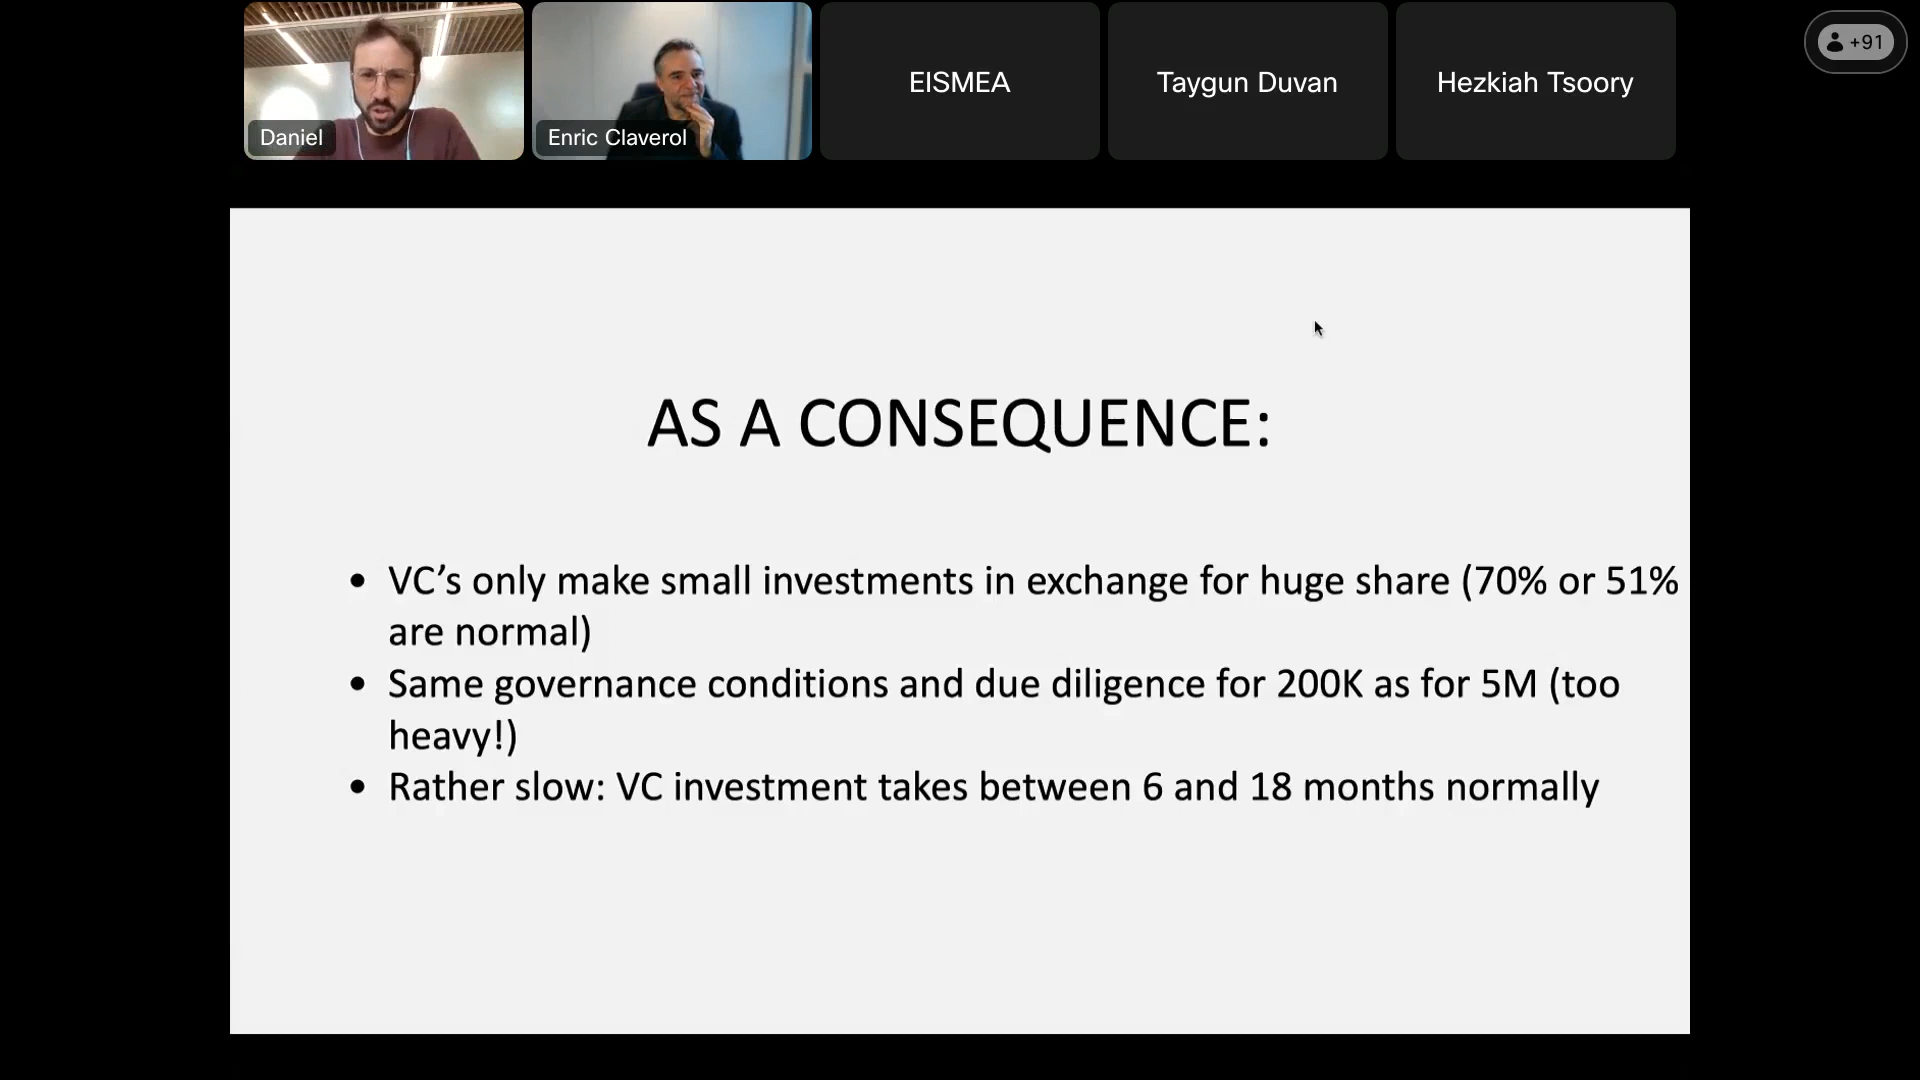 Daniel
Enric Claverol
EISMEA
Taygun Duvan
Hezkiah Tsoory
+91
AS A CONSEQUENCE:
• VC’s only make small investments in exchange for huge share (70% or 51%
are normal)
• Same governance conditions and due diligence for 200K as for 5M (too
heavy!)
• Rather slow: VC investment takes between 6 and 18 months normally